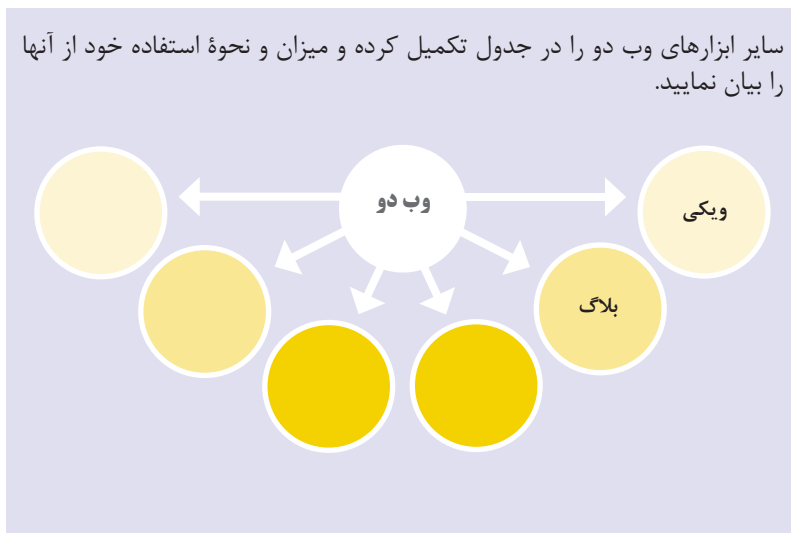 سایر ابزارهای وب دو را در جدول تکمیل کرده و میزان و نحوۀ استفاده خود از آنها
را بیان نمایید.
وب دو
ویکی
بلاگ